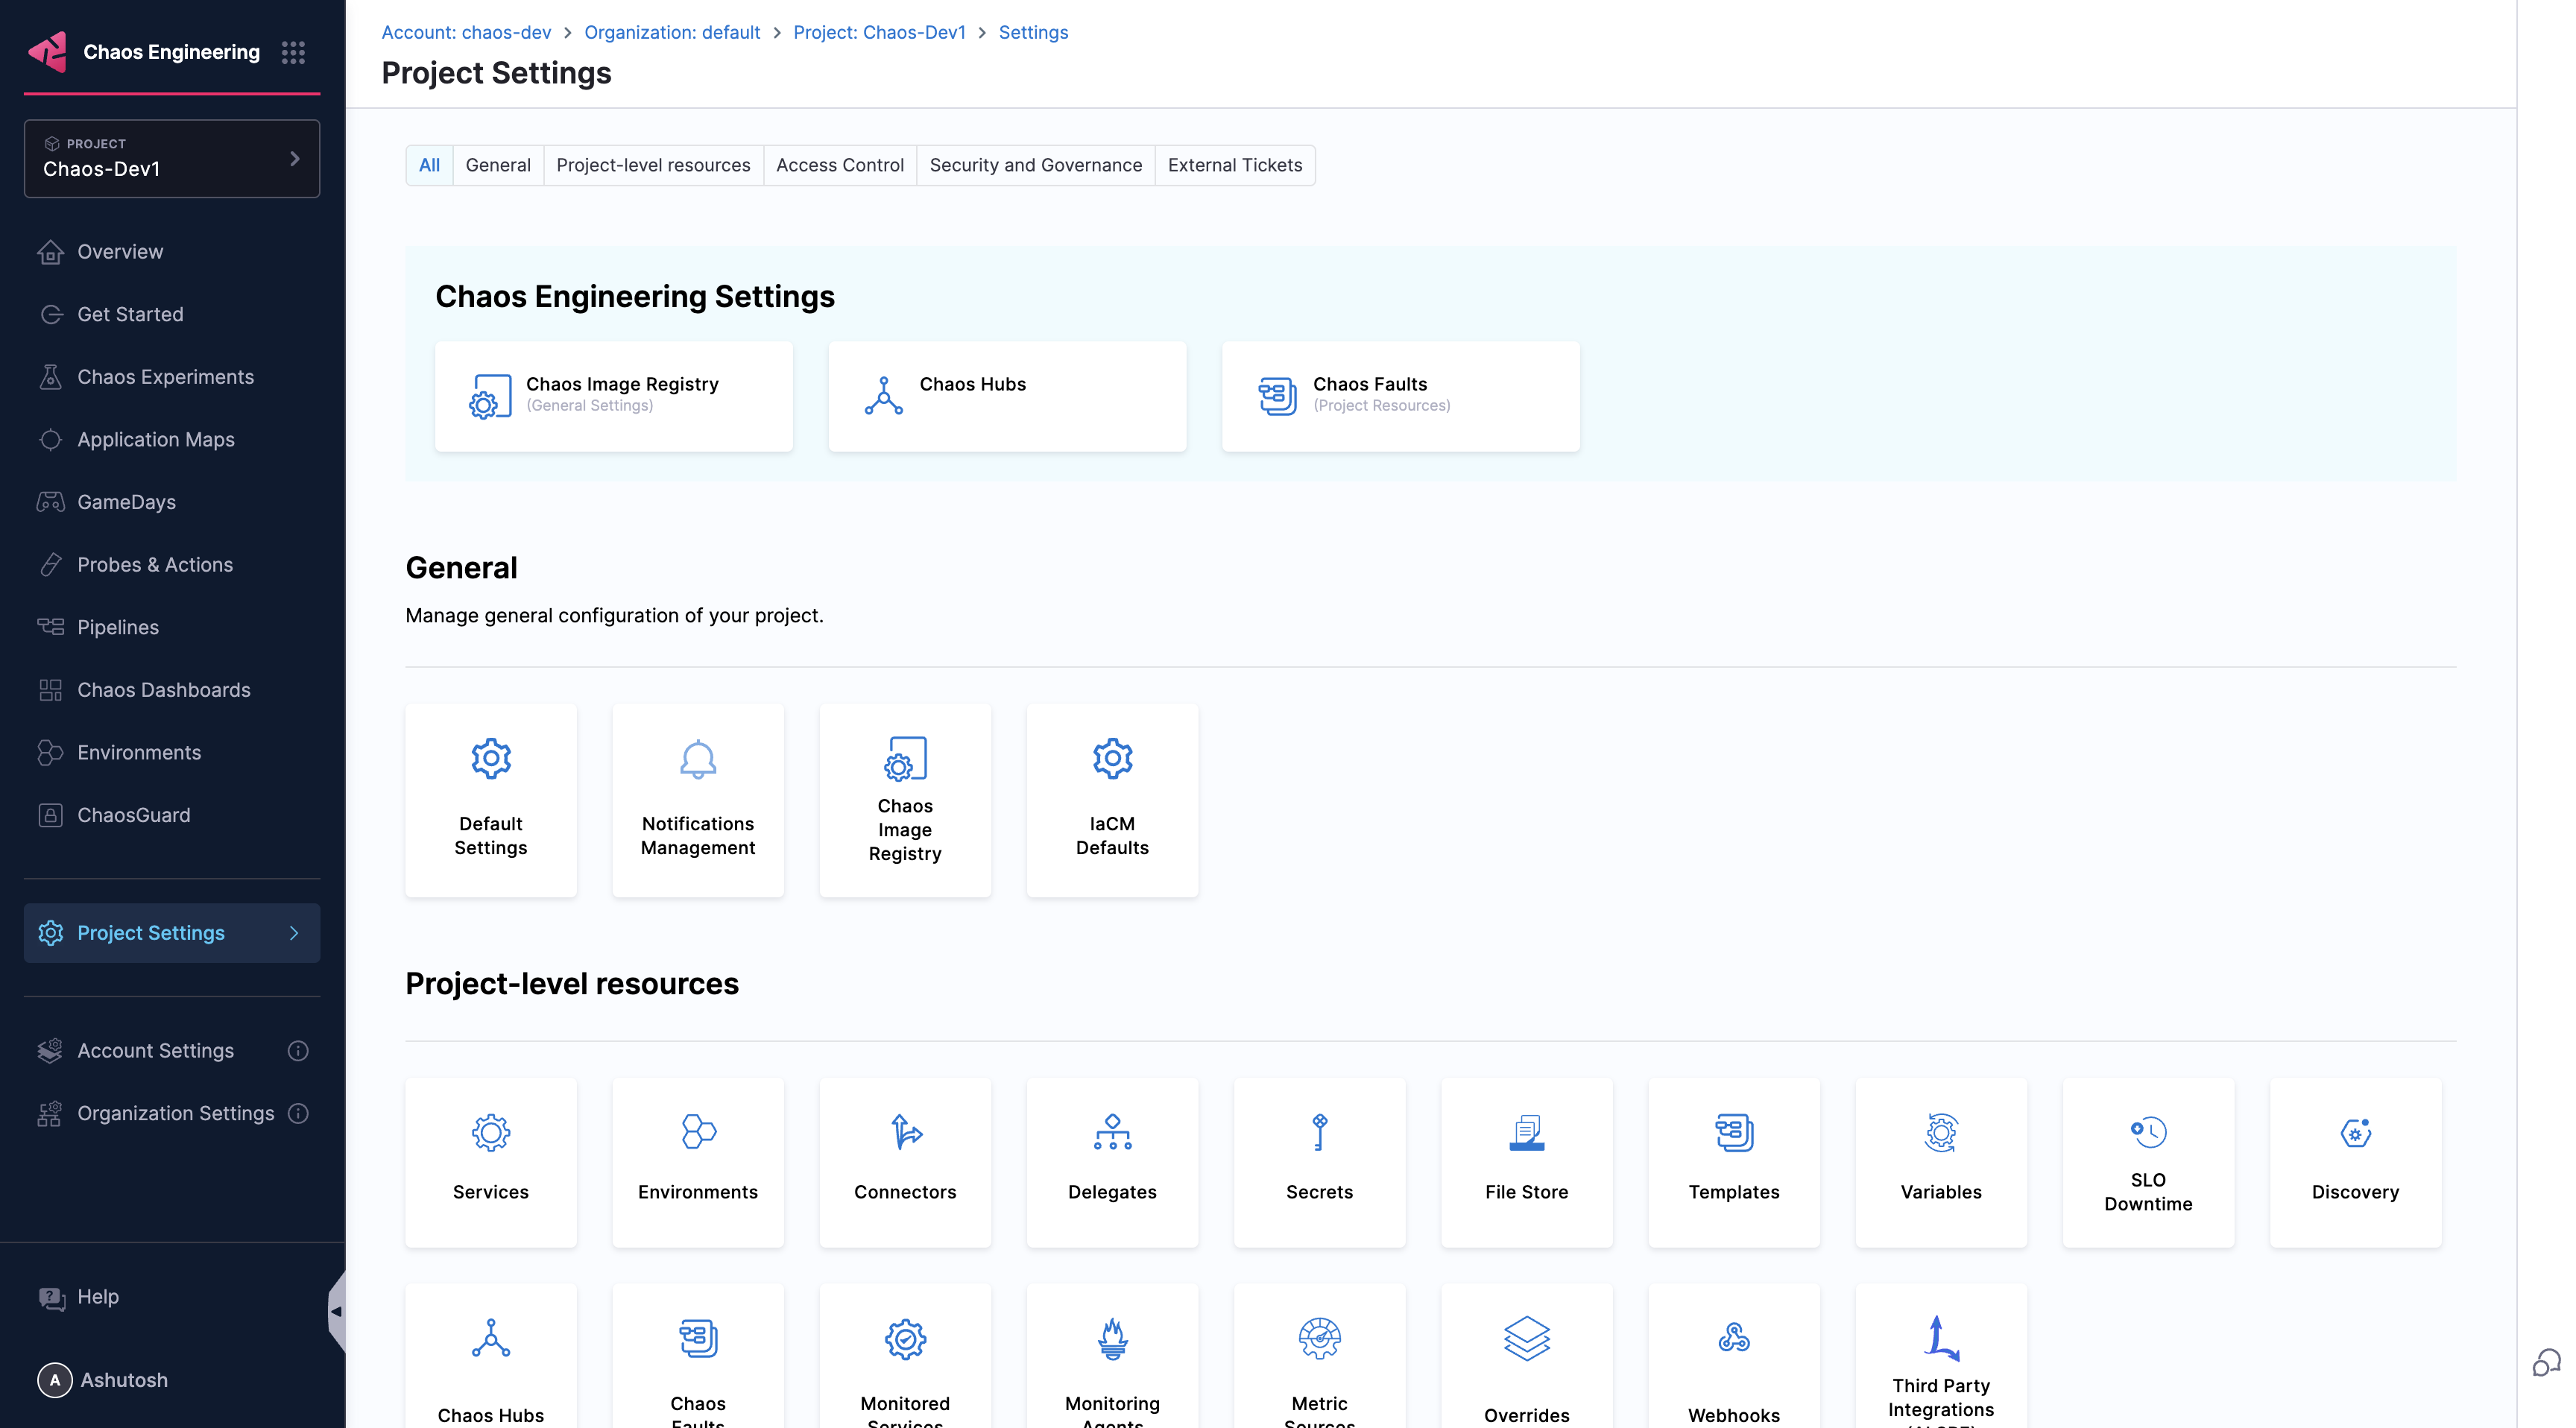 Chaos Engineering
PROJECT
Chaos-Dev1
Overview
Get Started
Chaos Experiments
Application Maps
GameDays
Probes & Actions
Pipelines
Chaos Dashboards
Environments
ChaosGuard
Project Settings
Account Settings
Organization Settings
Help
A Ashutosh
Account: chaos-dev > Organization: default > Project: Chaos-Dev1 > Settings
Project Settings
All General Project-level resources Access Control Security and Governance External Tickets
Chaos Engineering Settings
Chaos Image Registry
(General Settings)
Chaos Hubs
Chaos Faults
(Project Resources)
General
Manage general configuration of your project.
Default
Settings
Notifications
Management
Chaos
Image
Registry
IaCM
Defaults
Project-level resources
Services
Environments
Connectors
Delegates
Secrets
File Store
Templates
Variables
SLO
Downtime
Discovery
Chaos Hubs
Chaos
Faults
Monitored
Services
Monitoring
Agents
Metric
Sources
Overrides
Webhooks
Third Party
Integrations